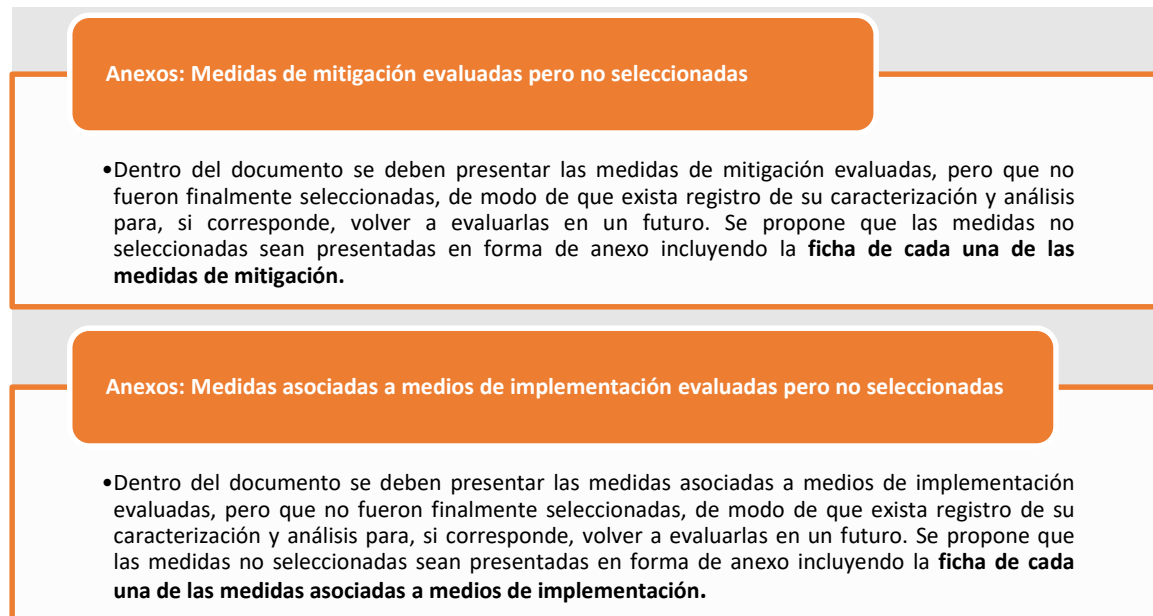 Anexos: Medidas de mitigación evaluadas pero no seleccionadas
•Dentro del documento se deben presentar las medidas de mitigación evaluadas, pero que no
fueron finalmente seleccionadas, de modo de que exista registro de su caracterización y análisis
para, si corresponde, volver a evaluarlas en un futuro. Se propone que las medidas no
seleccionadas sean presentadas en forma de anexo incluyendo la ficha de cada una de las
medidas de mitigación.
Anexos: Medidas asociadas a medios de implementación evaluadas pero no seleccionadas
•Dentro del documento se deben presentar las medidas asociadas a medios de implementación
evaluadas, pero que no fueron finalmente seleccionadas, de modo de que exista registro de su
caracterización y análisis para, si corresponde, volver a evaluarlas en un futuro. Se propone que
las medidas no seleccionadas sean presentadas en forma de anexo incluyendo la ficha de cada
una de las medidas asociadas a medios de implementación.